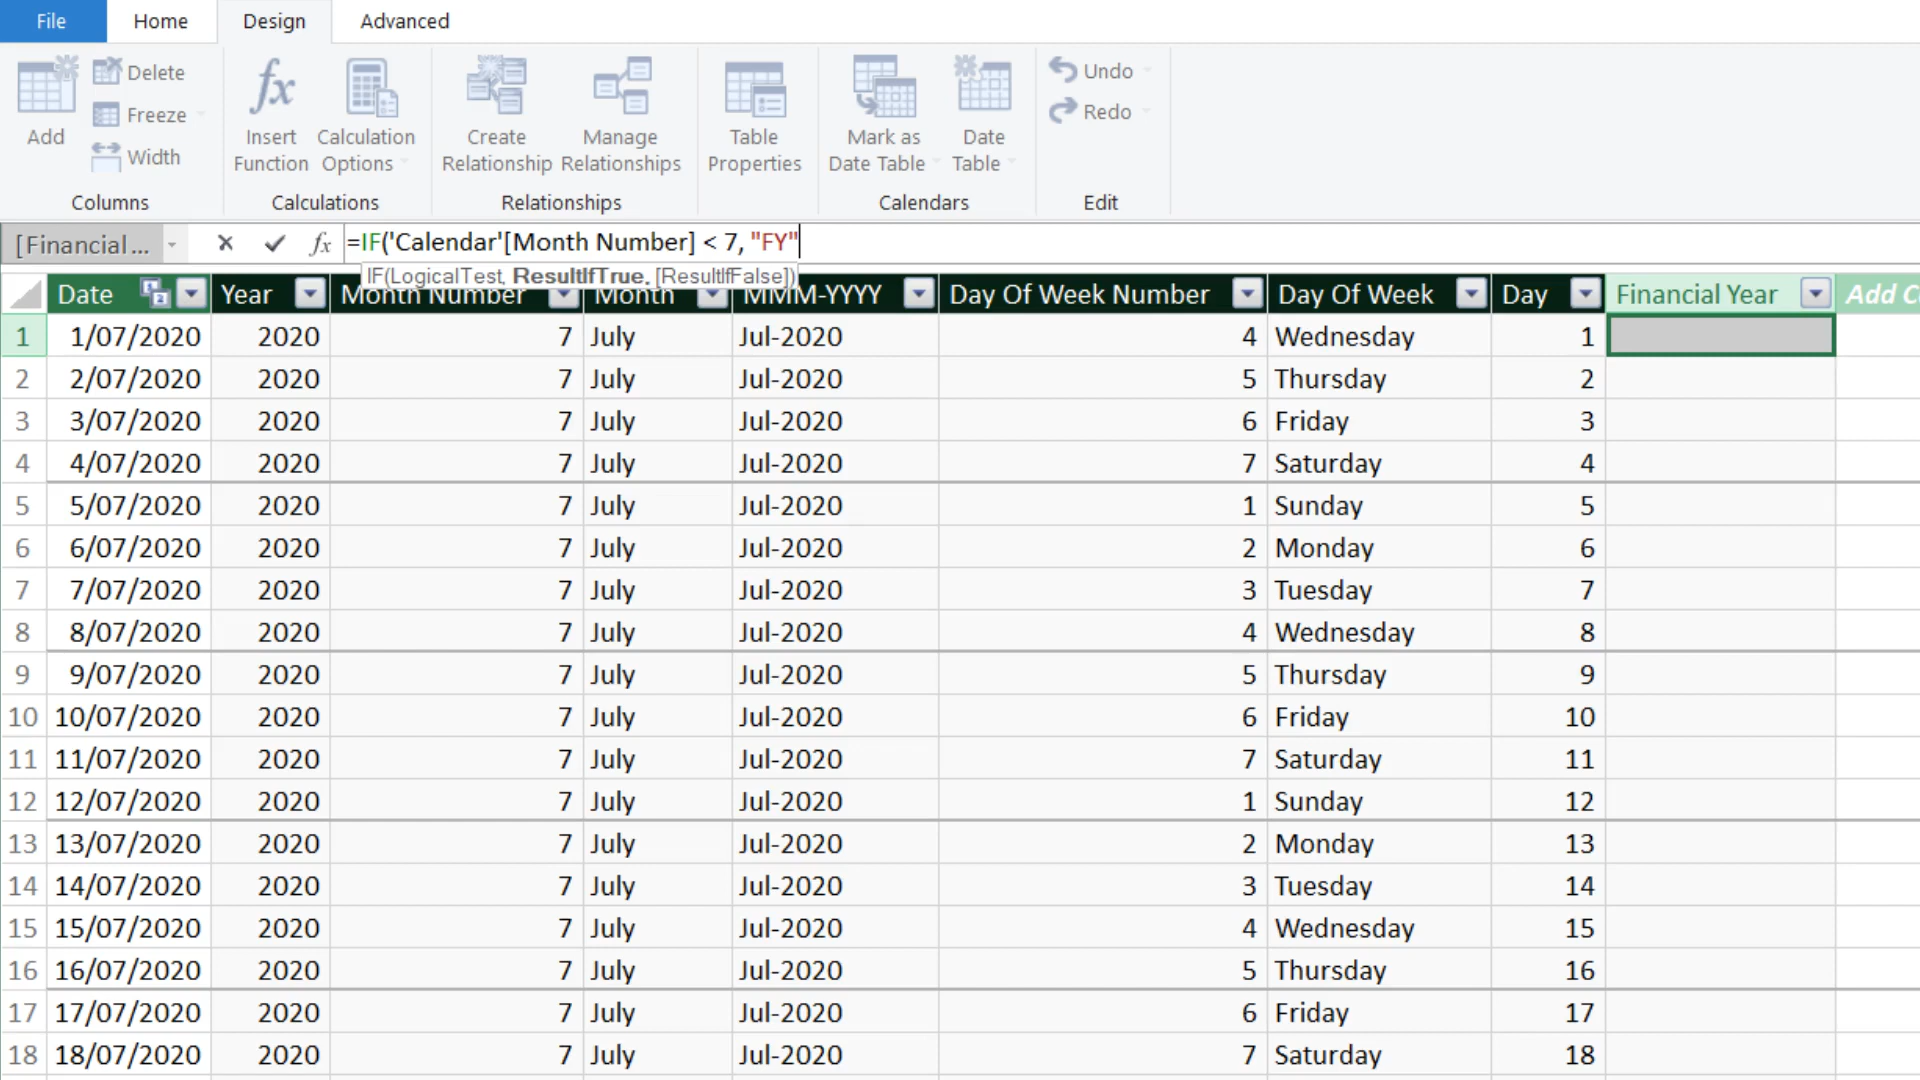 File Home Design Advanced
Add Delete Freeze Width
Insert Function Calculation Options
Create Relationship Manage Relationships
Table Properties
Mark as Date Table Date Table
Undo Redo
Columns Calculations Relationships Calendars Edit
[Financial ... fx =IF('Calendar'[Month Number] < 7, "FY"
IF(LogicalTest, ResultIfTrue, [ResultIfFalse])
Date Year Month Number Month MMM-YYYY Day Of Week Number Day Of Week Day Financial Year Add C
1 1/07/2020 2020 7 July Jul-2020 4 Wednesday 1
2 2/07/2020 2020 7 July Jul-2020 5 Thursday 2
3 3/07/2020 2020 7 July Jul-2020 6 Friday 3
4 4/07/2020 2020 7 July Jul-2020 7 Saturday 4
5 5/07/2020 2020 7 July Jul-2020 1 Sunday 5
6 6/07/2020 2020 7 July Jul-2020 2 Monday 6
7 7/07/2020 2020 7 July Jul-2020 3 Tuesday 7
8 8/07/2020 2020 7 July Jul-2020 4 Wednesday 8
9 9/07/2020 2020 7 July Jul-2020 5 Thursday 9
10 10/07/2020 2020 7 July Jul-2020 6 Friday 10
11 11/07/2020 2020 7 July Jul-2020 7 Saturday 11
12 12/07/2020 2020 7 July Jul-2020 1 Sunday 12
13 13/07/2020 2020 7 July Jul-2020 2 Monday 13
14 14/07/2020 2020 7 July Jul-2020 3 Tuesday 14
15 15/07/2020 2020 7 July Jul-2020 4 Wednesday 15
16 16/07/2020 2020 7 July Jul-2020 5 Thursday 16
17 17/07/2020 2020 7 July Jul-2020 6 Friday 17
18 18/07/2020 2020 7 July Jul-2020 7 Saturday 18